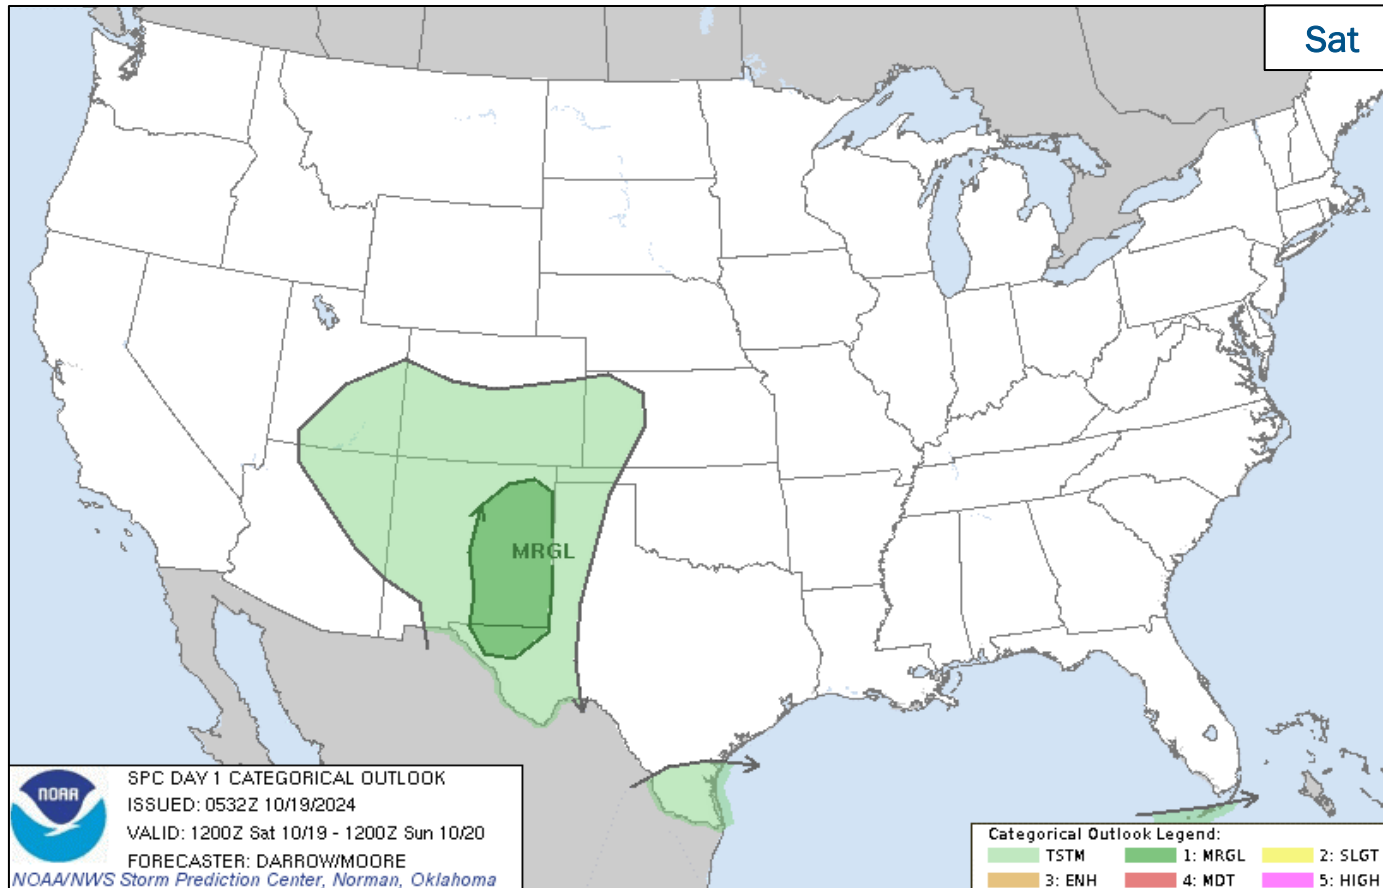 Sat
MRGL
NOAA
SPC DAY 1 CATEGORICAL OUTLOOK
ISSUED: 0532Z 10/19/2024
VALID: 1200Z Sat 10/19 - 1200Z Sun 10/20
FORECASTER: DARROW/MOORE
NOAA/NWS Storm Prediction Center, Norman, Oklahoma
Categorical Outlook Legend:
TSTM 1: MRGL 2: SLGT
3: ENH 4: MDT 5: HIGH